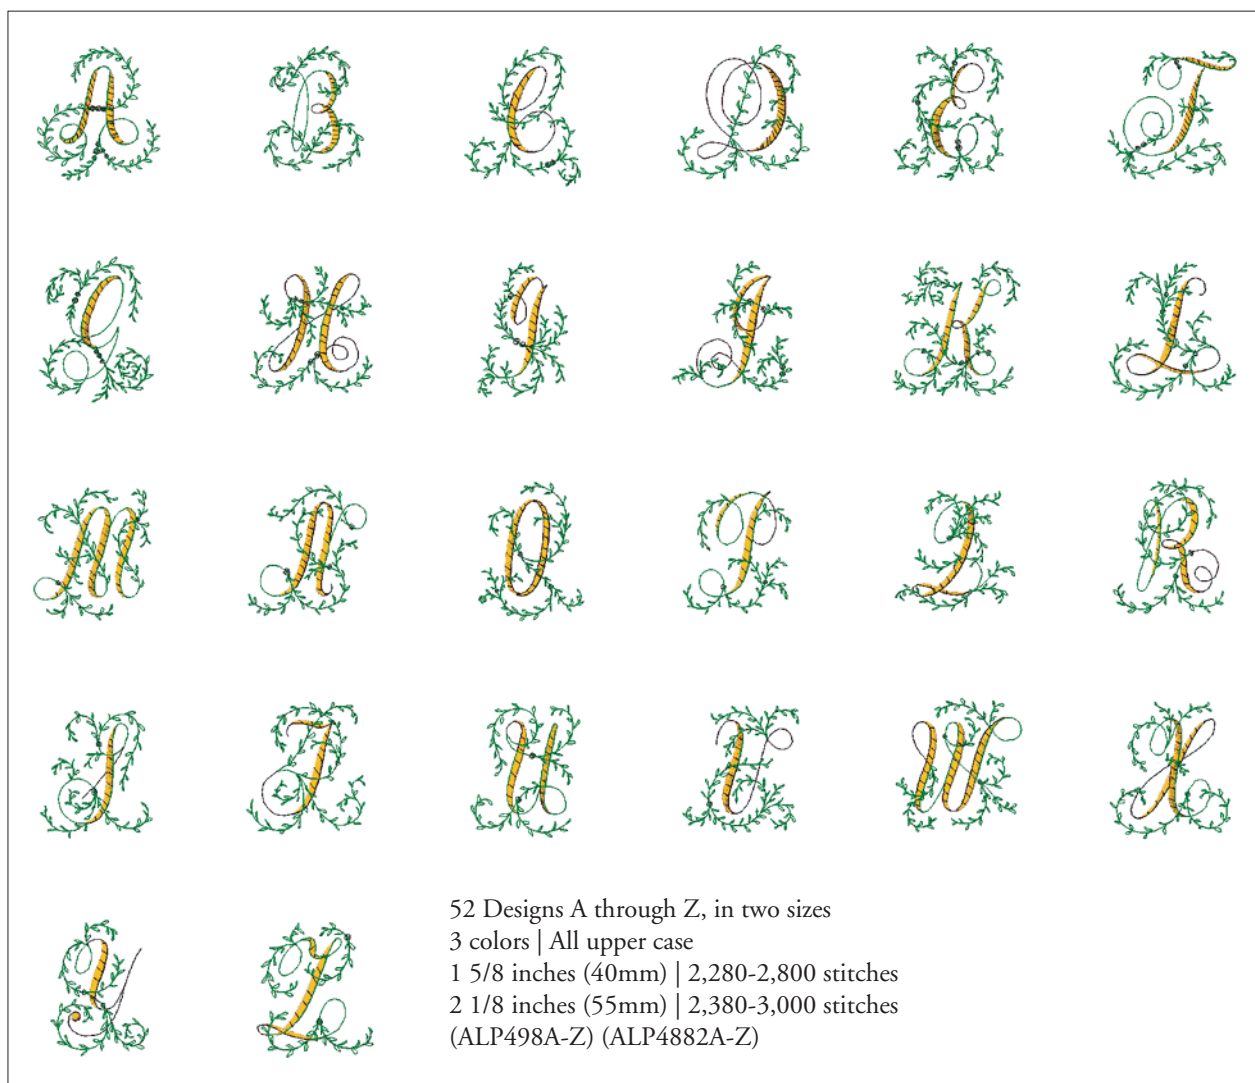 A B C D E F
G H I J K L
M N O P Q R
S T U V W X
Y Z
52 Designs A through Z, in two sizes
3 colors | All upper case
1 5/8 inches (40mm) | 2,280-2,800 stitches
2 1/8 inches (55mm) | 2,380-3,000 stitches
(ALP498A-Z) (ALP4882A-Z)